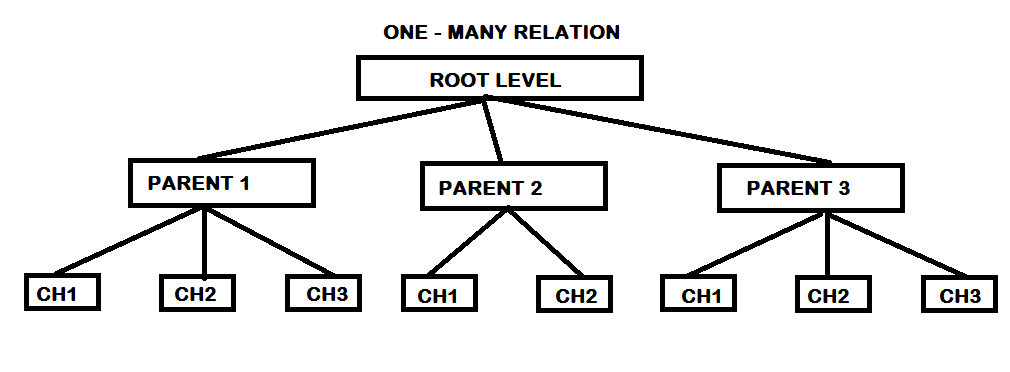 ONE - MANY RELATION
ROOT LEVEL
PARENT 1
PARENT 2
PARENT 3
CH1
CH2
CH3
CH1
CH2
CH1
CH2
CH3